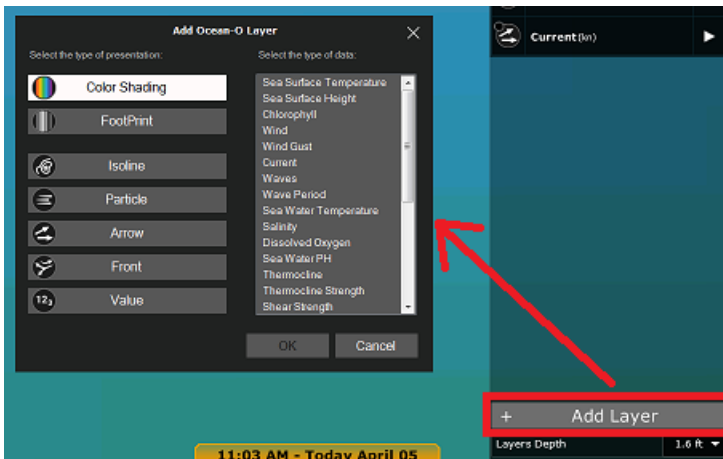 Add Ocean-O Layer
Select the type of presentation:
Color Shading
FootPrint
Isoline
Particle
Arrow
Front
12₃ Value
Select the type of data:
Sea Surface Temperature
Sea Surface Height
Chlorophyll
Wind
Wind Gust
Current
Waves
Wave Period
Sea Water Temperature
Salinity
Dissolved Oxygen
Sea Water PH
Thermocline
Thermocline Strength
Shear Strength
OK Cancel
Current (kn)
+ Add Layer
Layers Depth 1.6 ft
11:03 AM - Today April 05